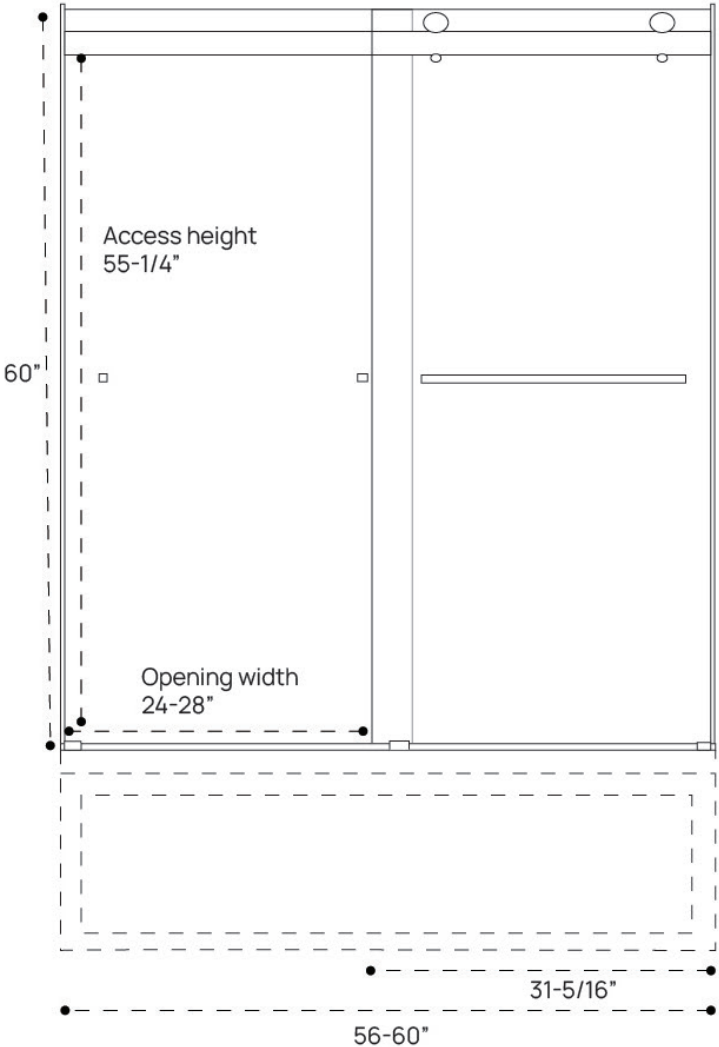 Access height
55-1/4”
60”
Opening width
24-28”
31-5/16”
56-60”